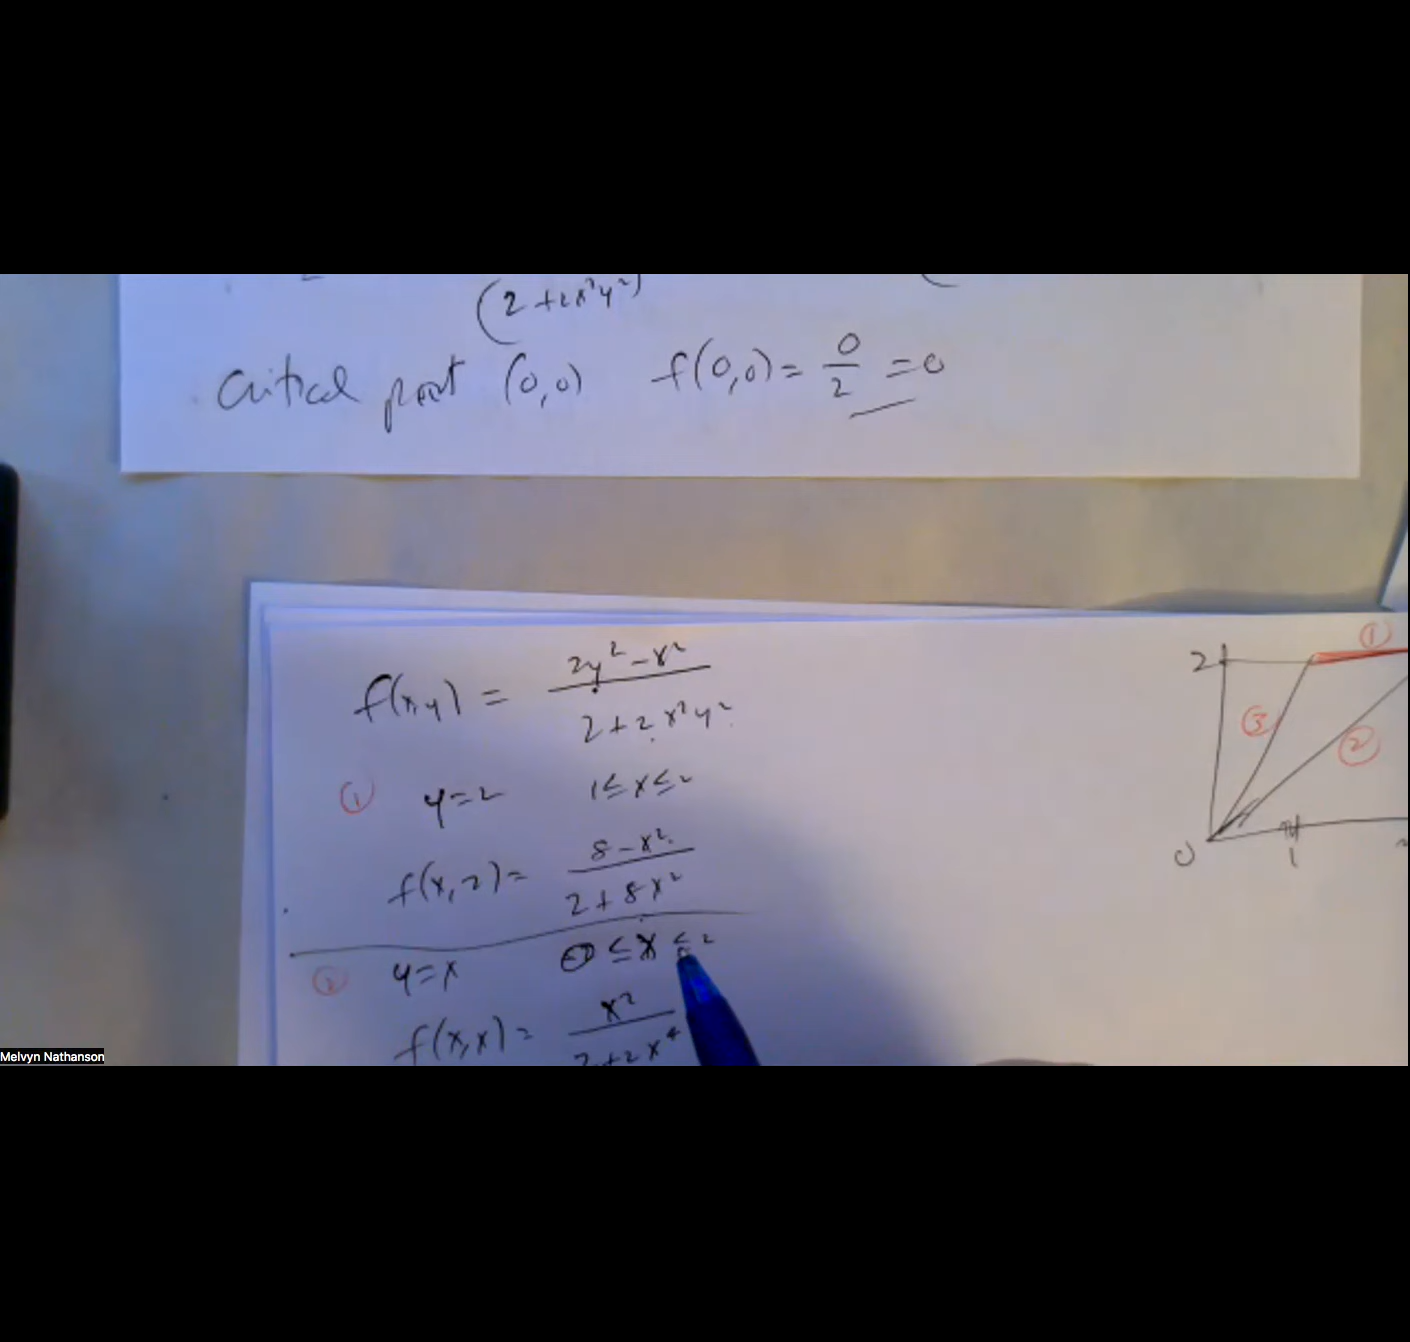 (2+2x²y²)
Critical point (0,0) f(0,0) = 0/2 = 0
f(x,y) = (2y²-x²)/(2+2x²y²)
① y=2 1≤x≤2
f(x,2) = (8-x²)/(2+8x²)
② y=x 0≤x≤2
f(x,x) = x²/(2+2x⁴)
2 ①
③ ②
0 1
Melvyn Nathanson